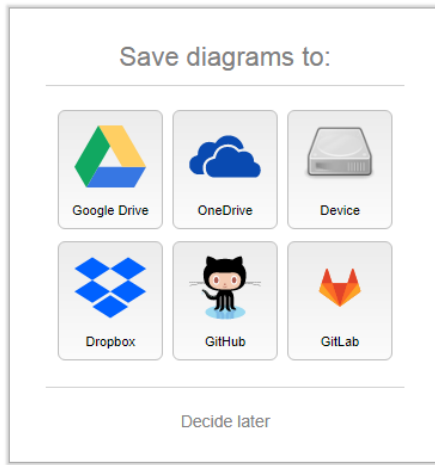 Save diagrams to:
Google Drive
OneDrive
Device
Dropbox
GitHub
GitLab
Decide later